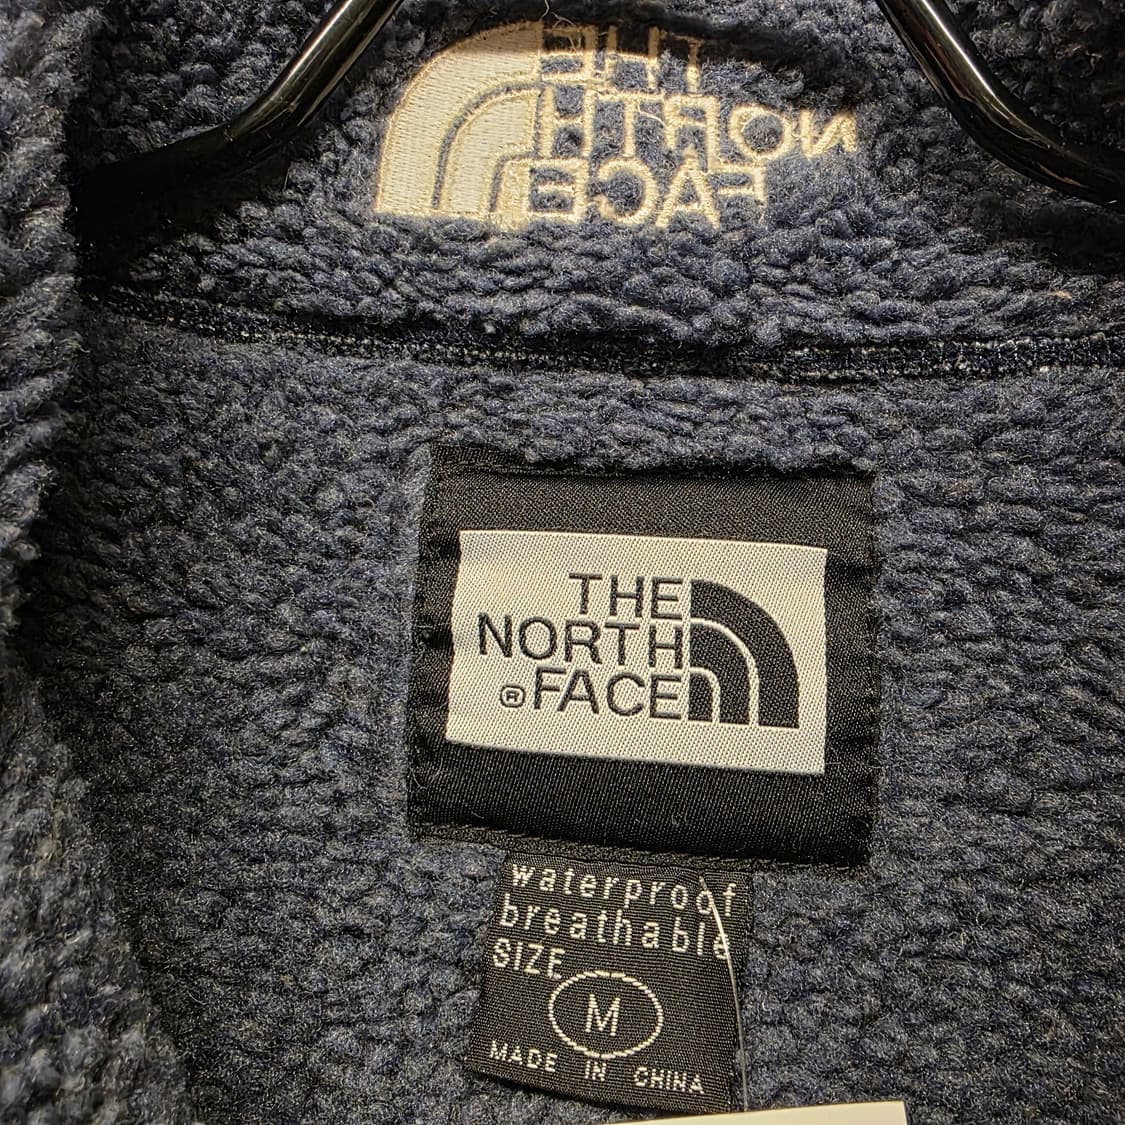 THE
NORTH
FACE
THE
NORTH
® FACE
waterproof
breathable
SIZE
M
MADE IN CHINA